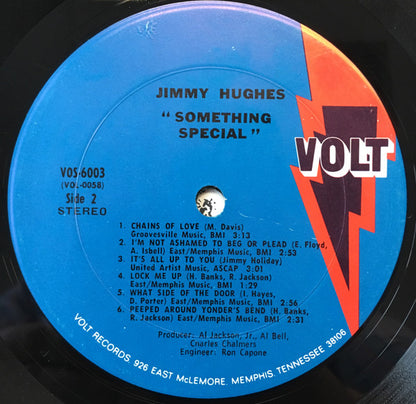 JIMMY HUGHES
"SOMETHING
SPECIAL"
VOLT
VOS-6003
(VOL-0058)
Side 2
STEREO
1. CHAINS OF LOVE (M. Davis)
Groovesville Music, BMI 3:13
2. I'M NOT ASHAMED TO BEG OR PLEAD (E. Floyd,
A. Isbell) East/Memphis Music, BMI 2:53
3. IT'S ALL UP TO YOU (Jimmy Holiday)
United Artist Music, ASCAP 3:01
4. LOCK ME UP (H. Banks, R. Jackson)
East/Memphis Music, BMI 1:29
5. WHAT SIDE OF THE DOOR (I. Hayes,
D. Porter) East/Memphis Music, BMI 2:56
6. PEEPED AROUND YONDER'S BEND (H. Banks,
R. Jackson) East/Memphis Music, BMI 2:31
Producer: Al Jackson, Jr., Al Bell,
Charles Chalmers
Engineer: Ron Capone
VOLT RECORDS, 926 EAST McLEMORE, MEMPHIS, TENNESSEE 38106